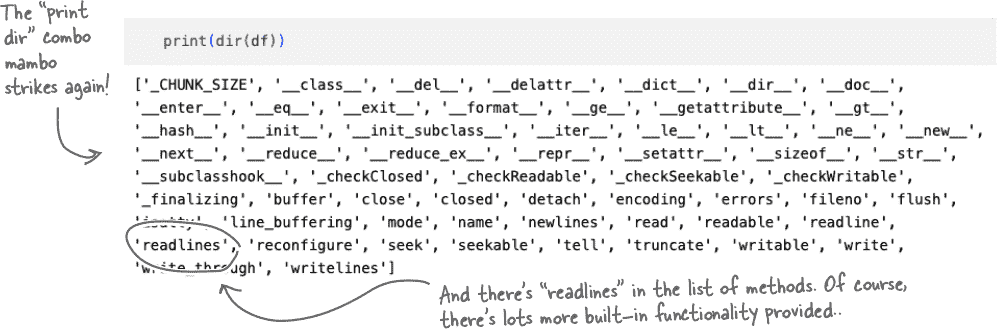 The “print
dir” combo
mambo
strikes again!
print(dir(df))
['_CHUNK_SIZE', '__class__', '__del__', '__delattr__', '__dict__', '__dir__', '__doc__',
'__enter__', '__eq__', '__exit__', '__format__', '__ge__', '__getattribute__', '__gt__',
'__hash__', '__init__', '__init_subclass__', '__iter__', '__le__', '__lt__', '__ne__', '__new__',
'__next__', '__reduce__', '__reduce_ex__', '__repr__', '__setattr__', '__sizeof__', '__str__',
'__subclasshook__', '_checkClosed', '_checkReadable', '_checkSeekable', '_checkWritable',
'_finalizing', 'buffer', 'close', 'closed', 'detach', 'encoding', 'errors', 'fileno', 'flush',
'line_buffering', 'mode', 'name', 'newlines', 'read', 'readable', 'readline',
'readlines', 'reconfigure', 'seek', 'seekable', 'tell', 'truncate', 'writable', 'write',
'write_through', 'writelines']
And there's “readlines” in the list of methods. Of course,
there's lots more built-in functionality provided..